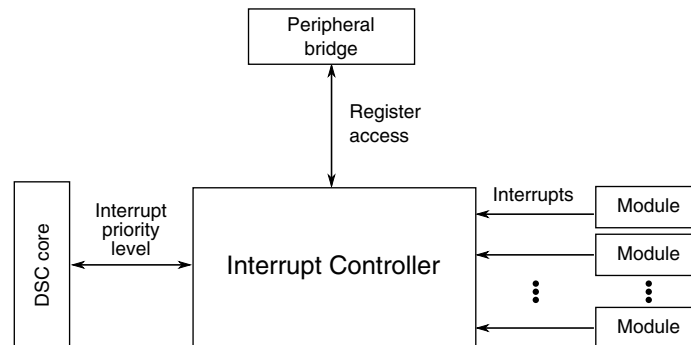 Peripheral
bridge
Register
access
Interrupts
Module
Interrupt
priority
level
DSC core
Interrupt Controller
Module
Module